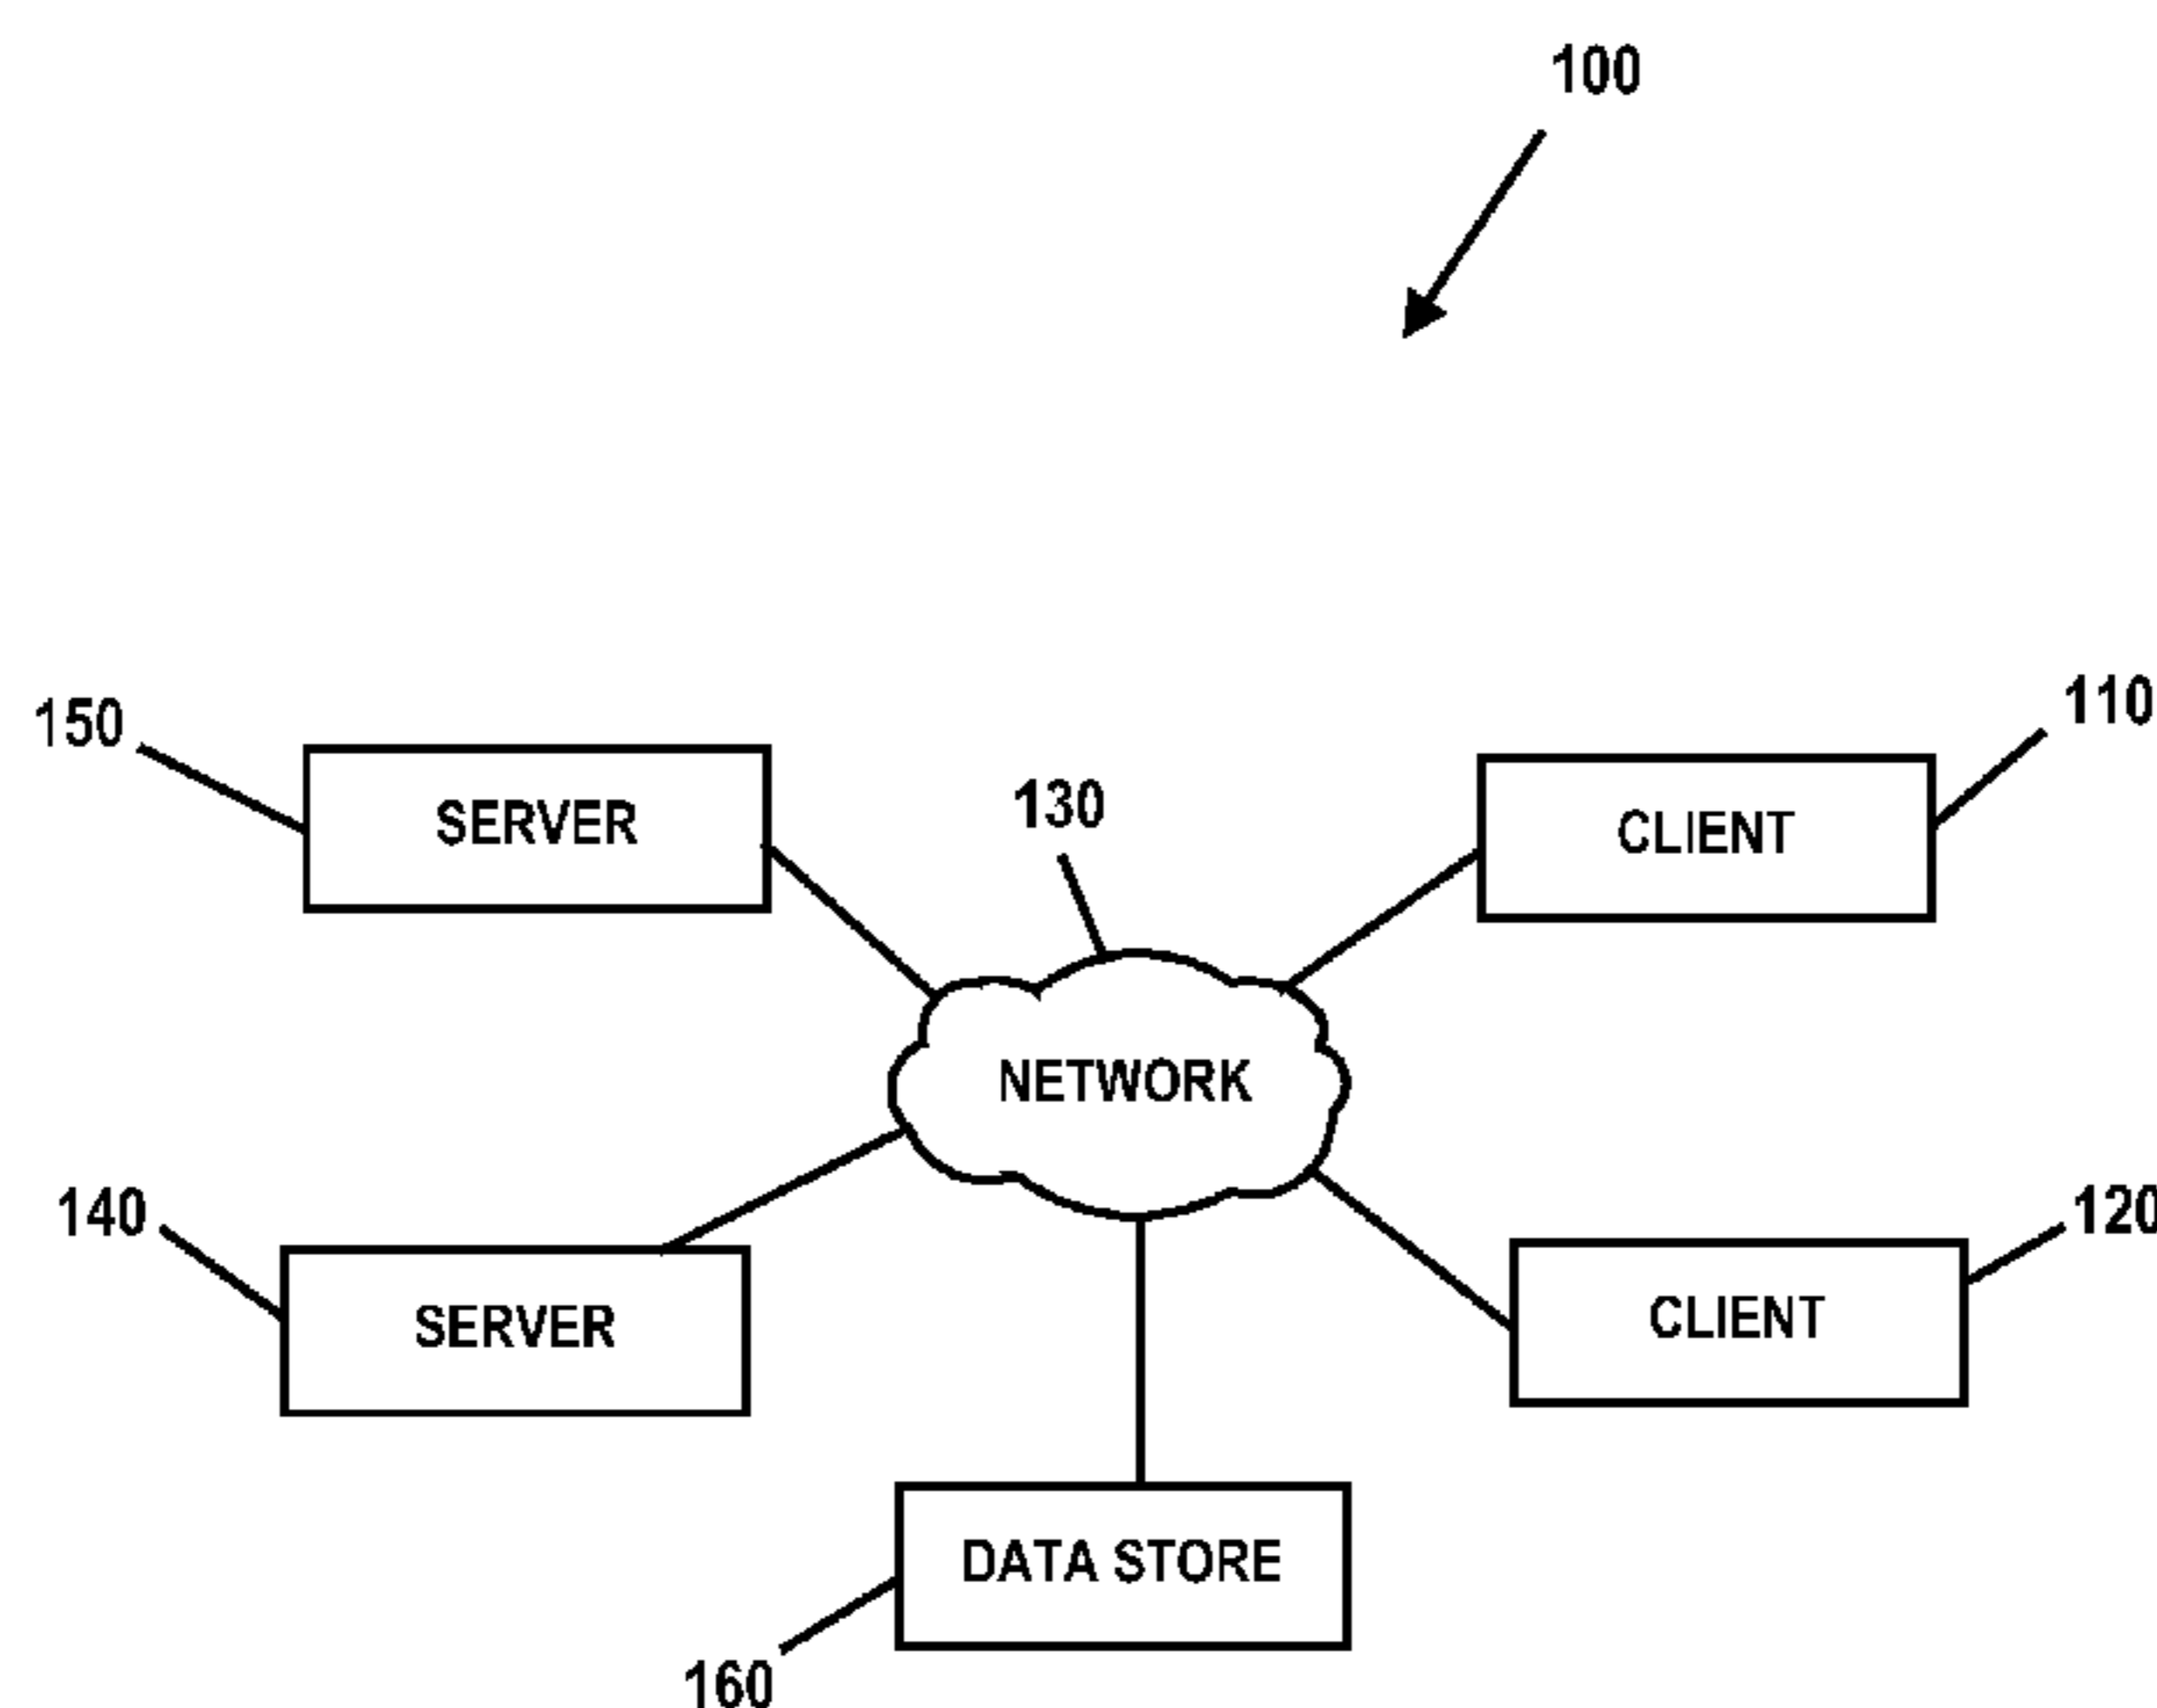 100
150
110
SERVER
130
CLIENT
NETWORK
140
120
SERVER
CLIENT
DATA STORE
160